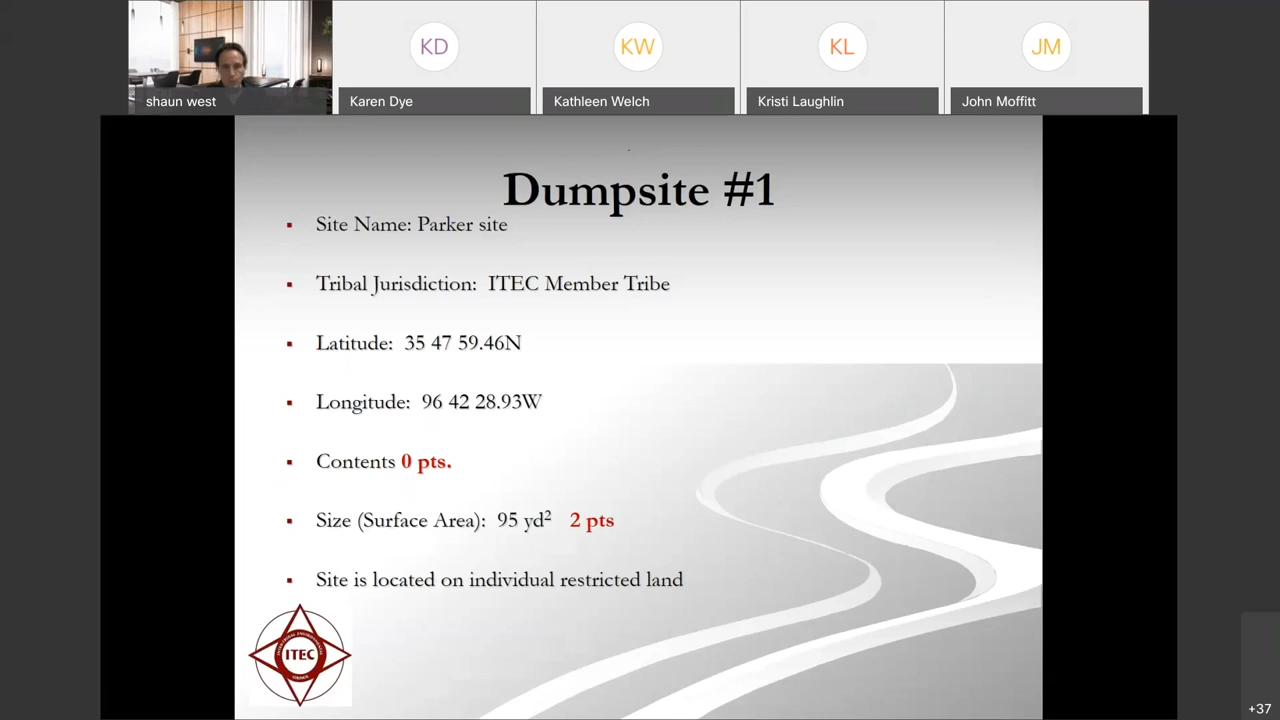 KD
KW
KL
JM
shaun west
Karen Dye
Kathleen Welch
Kristi Laughlin
John Moffitt
Dumpsite #1
Site Name: Parker site
Tribal Jurisdiction: ITEC Member Tribe
Latitude: 35 47 59.46N
Longitude: 96 42 28.93W
Contents 0 pts.
Size (Surface Area): 95 yd² 2 pts
Site is located on individual restricted land
ITEC
+37